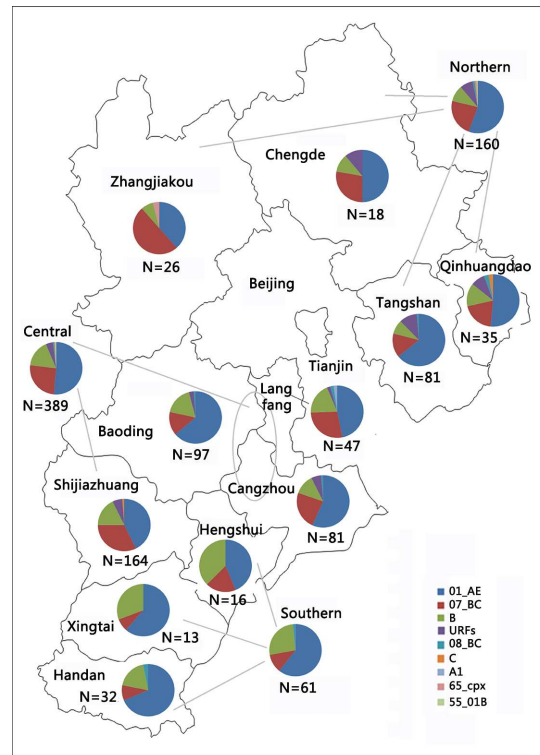 Northern
N=160
Chengde
N=18
Zhangjiakou
N=26
Qinhuangdao
N=35
Beijing
Tangshan
N=81
Central
N=389
Tianjin
N=47
Lang
fang
Baoding
N=97
Cangzhou
N=81
Shijiazhuang
N=164
Hengshui
N=16
Xingtai
N=13
Southern
N=61
Handan
N=32
01_AE
07_BC
B
URFs
08_BC
C
A1
65_cpx
55_01B